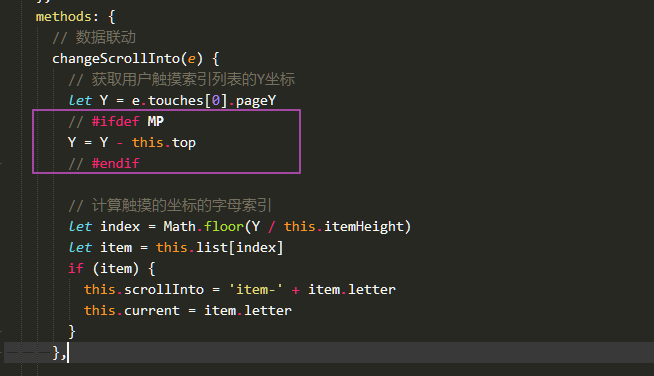 methods: {
// 数据联动
changeScrollInto(e) {
// 获取用户触摸索引列表的Y坐标
let Y = e.touches[0].pageY
// #ifdef MP
Y = Y - this.top
// #endif
// 计算触摸的坐标的字母索引
let index = Math.floor(Y / this.itemHeight)
let item = this.list[index]
if (item) {
this.scrollInto = 'item-' + item.letter
this.current = item.letter
}
},